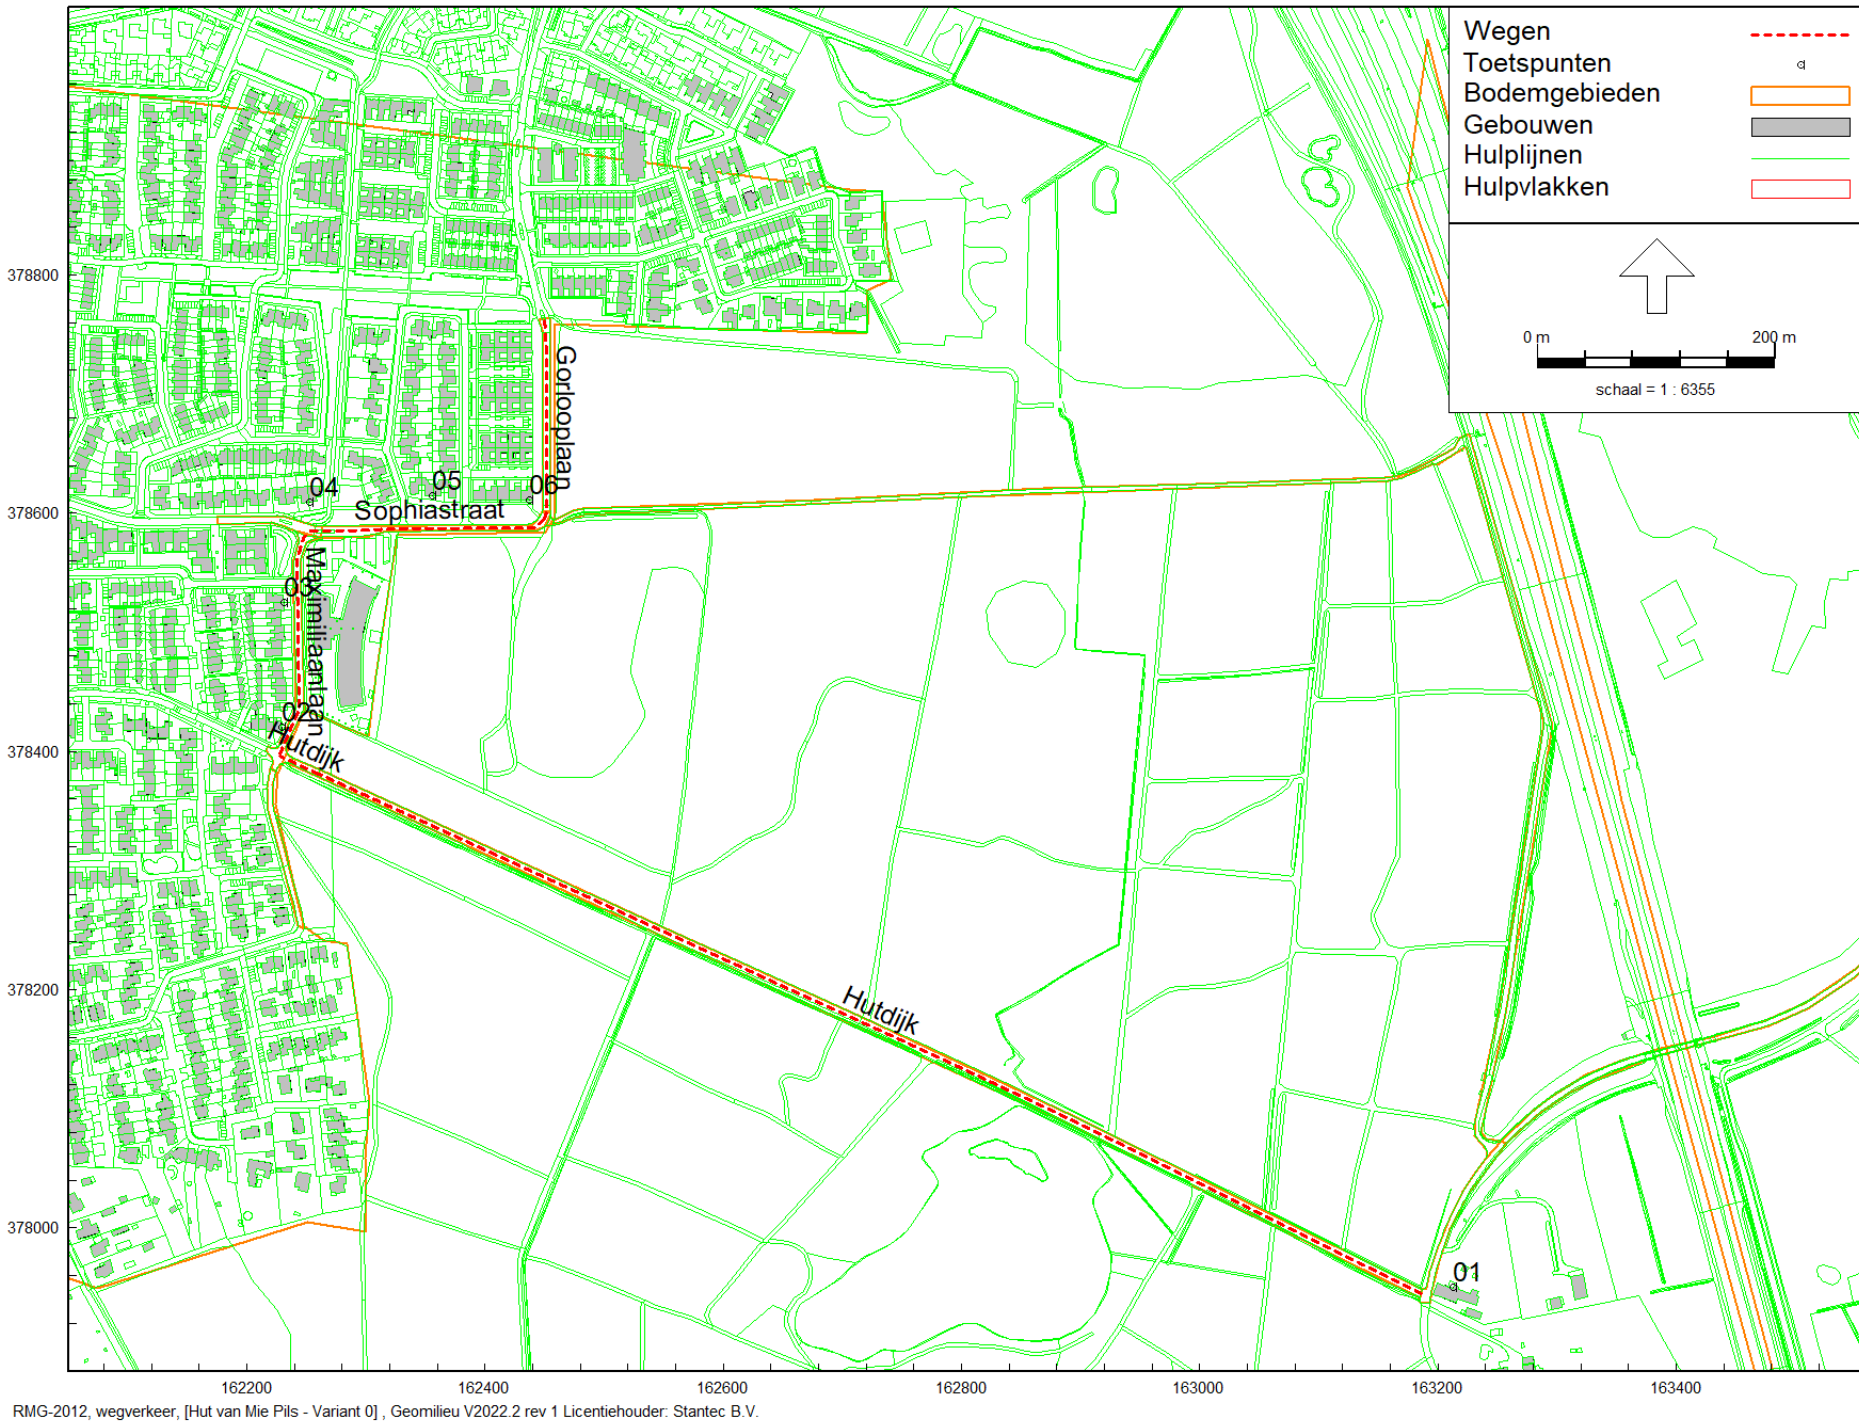 Wegen
Toetspunten
Bodemgebieden
Gebouwen
Hulplijnen
Hulpvlakken
0 m
200 m
schaal = 1 : 6355
378800
378600
378400
378200
378000
Gorlooplaan
04
05
06
Sophiastraat
Maximiliaanlaan
03
02
Hutdijk
Hutdijk
01
162200
162400
162600
162800
163000
163200
163400
RMG-2012, wegverkeer, [Hut van Mie Pils - Variant 0] , Geomilieu V2022.2 rev 1 Licentiehouder: Stantec B.V.